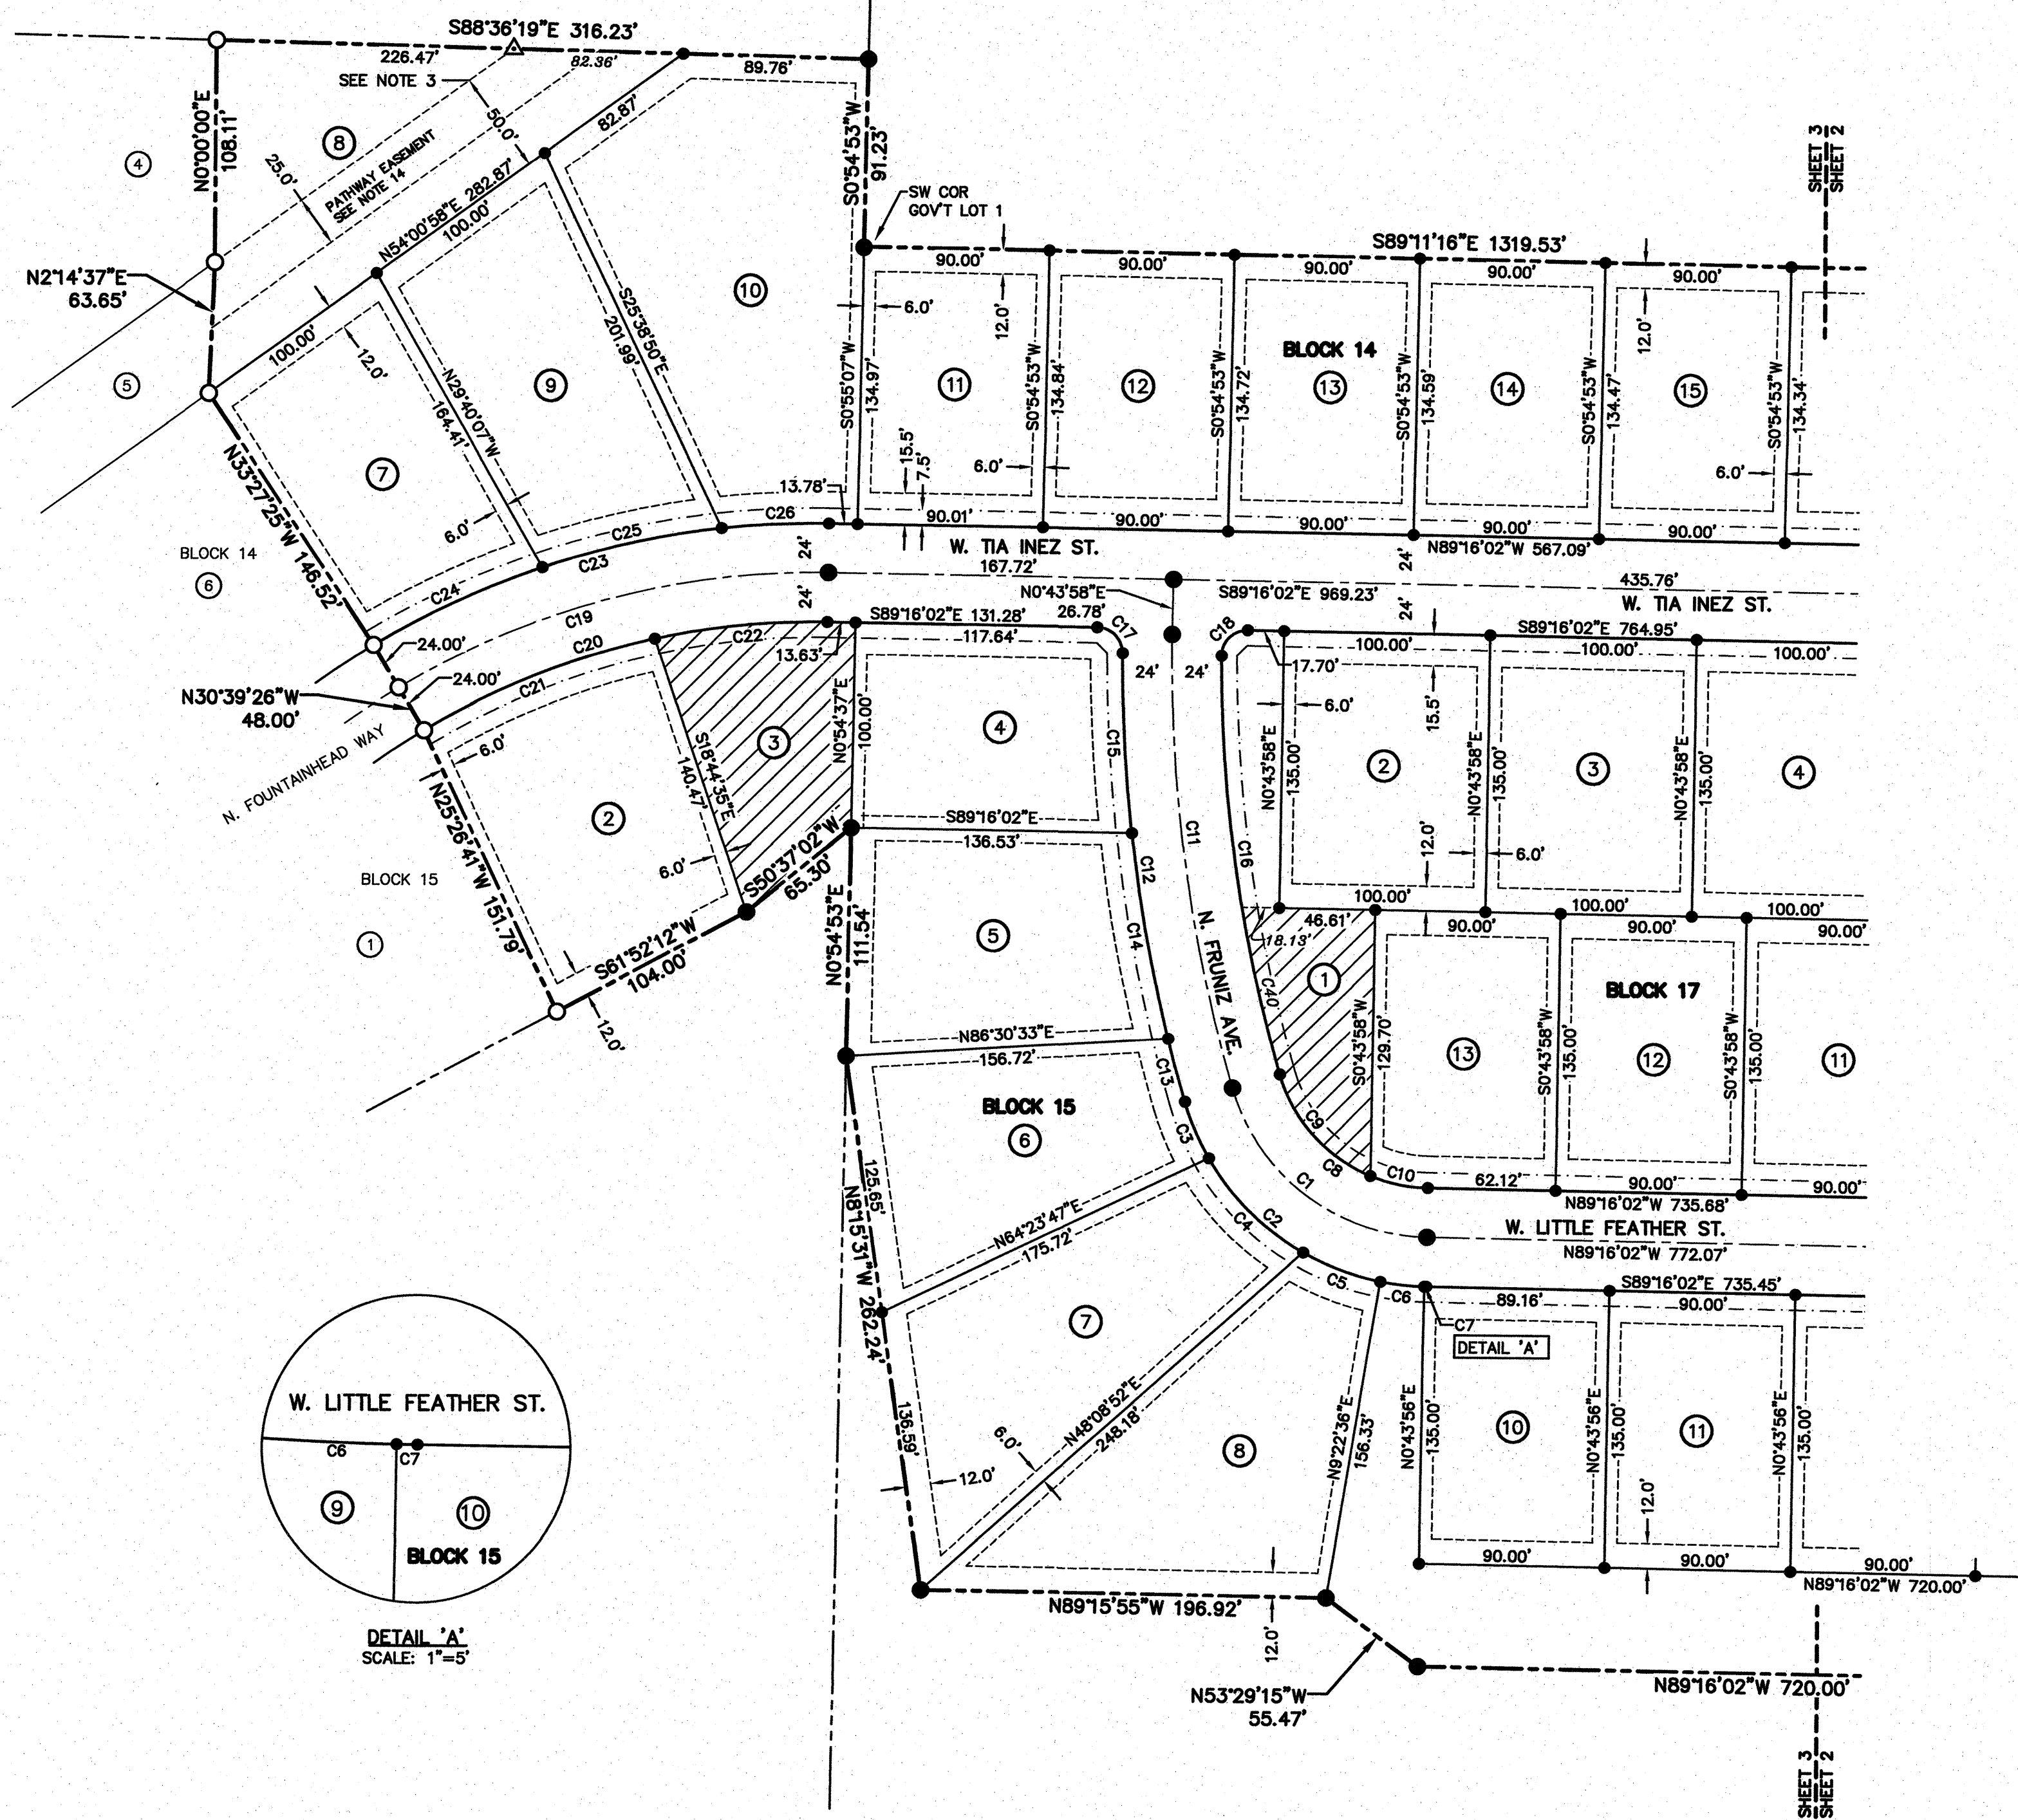 S88°36'19"E 316.23'
226.47'
82.36'
89.76'
SEE NOTE 3
50.0'
82.87'
N0°00'00"E
108.11'
4
8
25.0'
PATHWAY EASEMENT
SEE NOTE 14
N54°00'58"E 282.87'
100.00'
S0°54'53"W
91.23'
SW COR
GOV'T LOT 1
SHEET 3
SHEET 2
S89°11'16"E 1319.53'
90.00'
90.00'
90.00'
90.00'
90.00'
N2°14'37"E
63.65'
5
100.00'
12.0'
10
S25°38'50"E
201.99'
9
N29°40'07"W
164.41'
7
6.0'
N33°27'25"W 146.52'
BLOCK 14
6
6.0'
12.0'
12.0'
BLOCK 14
S0°55'07"W
134.97'
11
S0°54'53"W
134.84'
12
S0°54'53"W
134.72'
13
S0°54'53"W
134.59'
14
S0°54'53"W
134.47'
15
S0°54'53"W
134.34'
15.5'
7.5'
6.0'
6.0'
13.78'
C26
C25
C23
C24
90.01'
90.00'
90.00'
90.00'
90.00'
N89°16'02"W 567.09'
24'
W. TIA INEZ ST.
24'
167.72'
N0°43'58"E
S89°16'02"E 969.23'
435.76'
W. TIA INEZ ST.
24'
24'
C19
24.00'
24.00'
N30°39'26"W
48.00'
N. FOUNTAINHEAD WAY
C20
C21
C22
13.63'
S89°16'02"E 131.28'
26.78'
117.64'
C17
C18
24'
24'
17.70'
S89°16'02"E 764.95'
100.00'
100.00'
100.00'
6.0'
2
N25°26'41"W 151.79'
BLOCK 15
1
S18°44'35"E
140.47'
3
N0°54'37"E
100.00'
4
C15
6.0'
S50°37'02"W
65.30'
S61°52'12"W
104.00'
12.0'
S89°16'02"E
136.53'
C12
C11
C16
C14
5
N0°54'53"E
111.54'
N86°30'33"E
156.72'
N. FRUNIZ AVE.
N0°43'58"E
135.00'
6.0'
2
15.5'
12.0'
N0°43'58"E
135.00'
6.0'
3
N0°43'58"E
135.00'
4
100.00'
100.00'
100.00'
46.61'
18.13'
90.00'
90.00'
90.00'
1
C40
S0°43'58"W
129.70'
BLOCK 17
13
S0°43'58"W
135.00'
12
S0°43'58"W
135.00'
11
C13
C3
C9
C8
C10
62.12'
90.00'
90.00'
N89°16'02"W 735.68'
W. LITTLE FEATHER ST.
N89°16'02"W 772.07'
C1
C2
C4
C5
C6
C7
S89°16'02"E 735.45'
89.16'
90.00'
DETAIL 'A'
BLOCK 15
6
125.65'
N8°15'31"W 262.24'
N64°23'47"E
175.72'
7
136.59'
6.0'
12.0'
N48°08'52"E
248.18'
8
N9°22'36"E
156.33'
N0°43'56"E
135.00'
10
N0°43'56"E
135.00'
11
N0°43'56"E
135.00'
12.0'
90.00'
90.00'
90.00'
N89°16'02"W 720.00'
N89°15'55"W 196.92'
12.0'
N53°29'15"W
55.47'
N89°16'02"W 720.00'
SHEET 3
SHEET 2
W. LITTLE FEATHER ST.
C6
C7
9
10
BLOCK 15
DETAIL 'A'
SCALE: 1"=5'